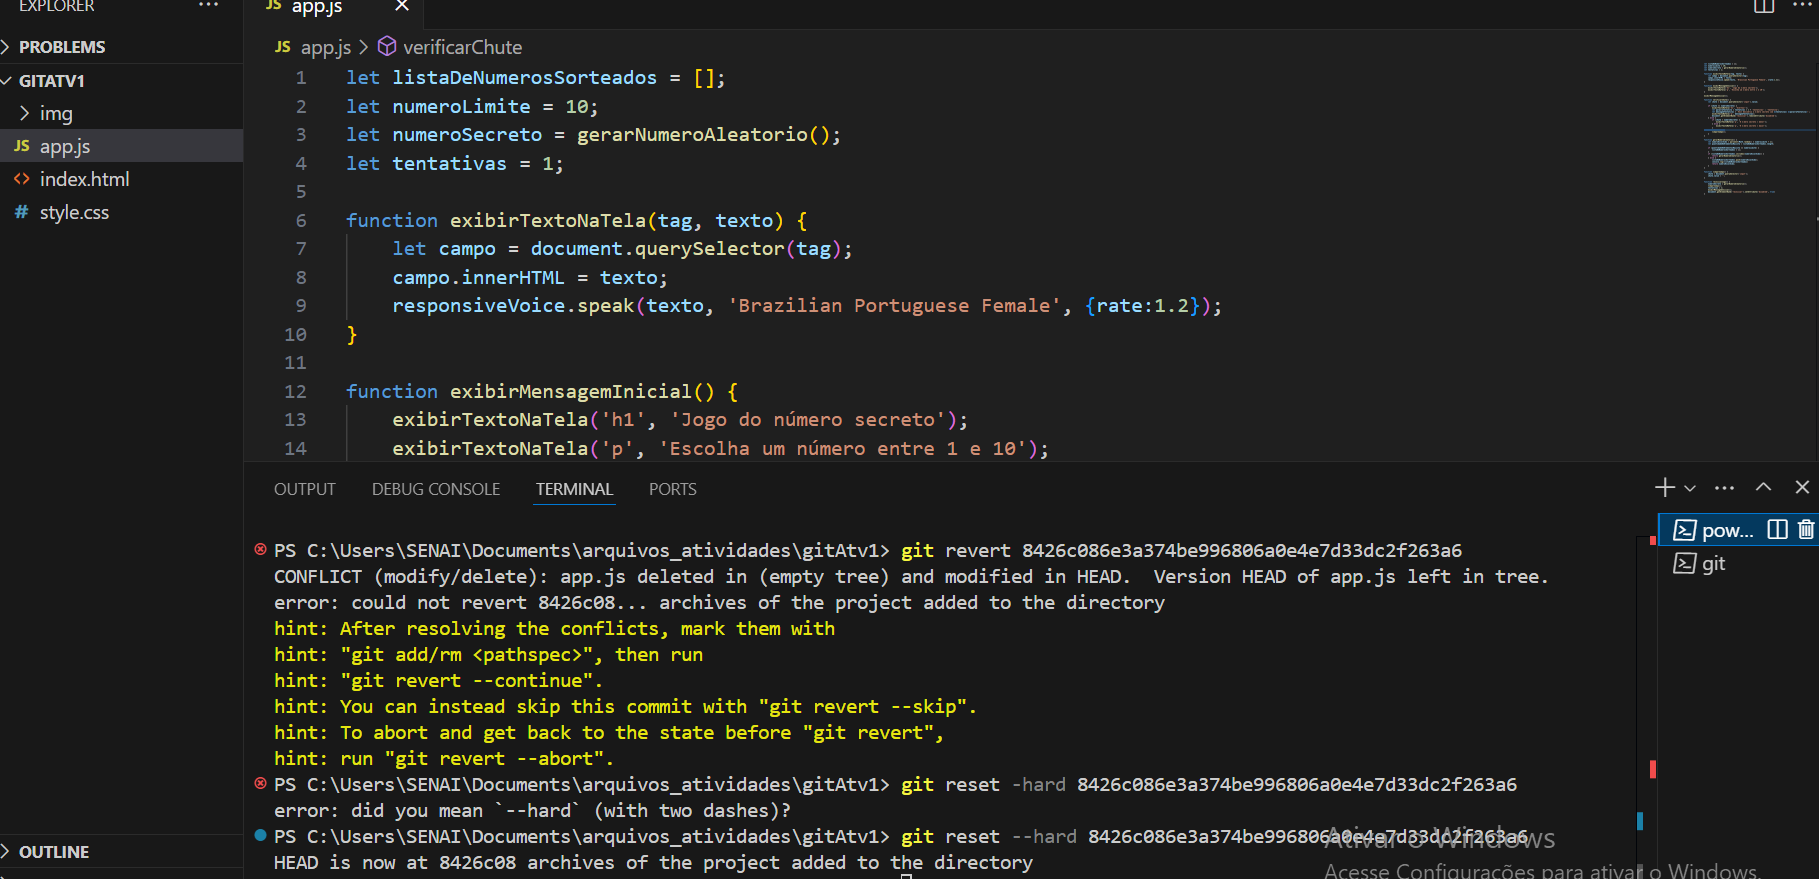 EXPLORER
···
JS app.js
PROBLEMS
GITATV1
img
JS app.js
<> index.html
# style.css
OUTLINE
JS app.js > verificarChute
1 let listaDeNumerosSorteados = [];
2 let numeroLimite = 10;
3 let numeroSecreto = gerarNumeroAleatorio();
4 let tentativas = 1;
5
6 function exibirTextoNaTela(tag, texto) {
7 let campo = document.querySelector(tag);
8 campo.innerHTML = texto;
9 responsiveVoice.speak(texto, 'Brazilian Portuguese Female', {rate:1.2});
10 }
11
12 function exibirMensagemInicial() {
13 exibirTextoNaTela('h1', 'Jogo do número secreto');
14 exibirTextoNaTela('p', 'Escolha um número entre 1 e 10');
OUTPUT DEBUG CONSOLE TERMINAL PORTS
pow...
git
PS C:\Users\SENAI\Documents\arquivos_atividades\gitAtv1> git revert 8426c086e3a374be996806a0e4e7d33dc2f263a6
CONFLICT (modify/delete): app.js deleted in (empty tree) and modified in HEAD.  Version HEAD of app.js left in tree.
error: could not revert 8426c08... archives of the project added to the directory
hint: After resolving the conflicts, mark them with
hint: "git add/rm <pathspec>", then run
hint: "git revert --continue".
hint: You can instead skip this commit with "git revert --skip".
hint: To abort and get back to the state before "git revert",
hint: run "git revert --abort".
PS C:\Users\SENAI\Documents\arquivos_atividades\gitAtv1> git reset -hard 8426c086e3a374be996806a0e4e7d33dc2f263a6
error: did you mean `--hard` (with two dashes)?
PS C:\Users\SENAI\Documents\arquivos_atividades\gitAtv1> git reset --hard 8426c086e3a374be996806a0e4e7d33dc2f263a6
HEAD is now at 8426c08 archives of the project added to the directory
Ativar o Windows
Acesse Configurações para ativar o Windows.